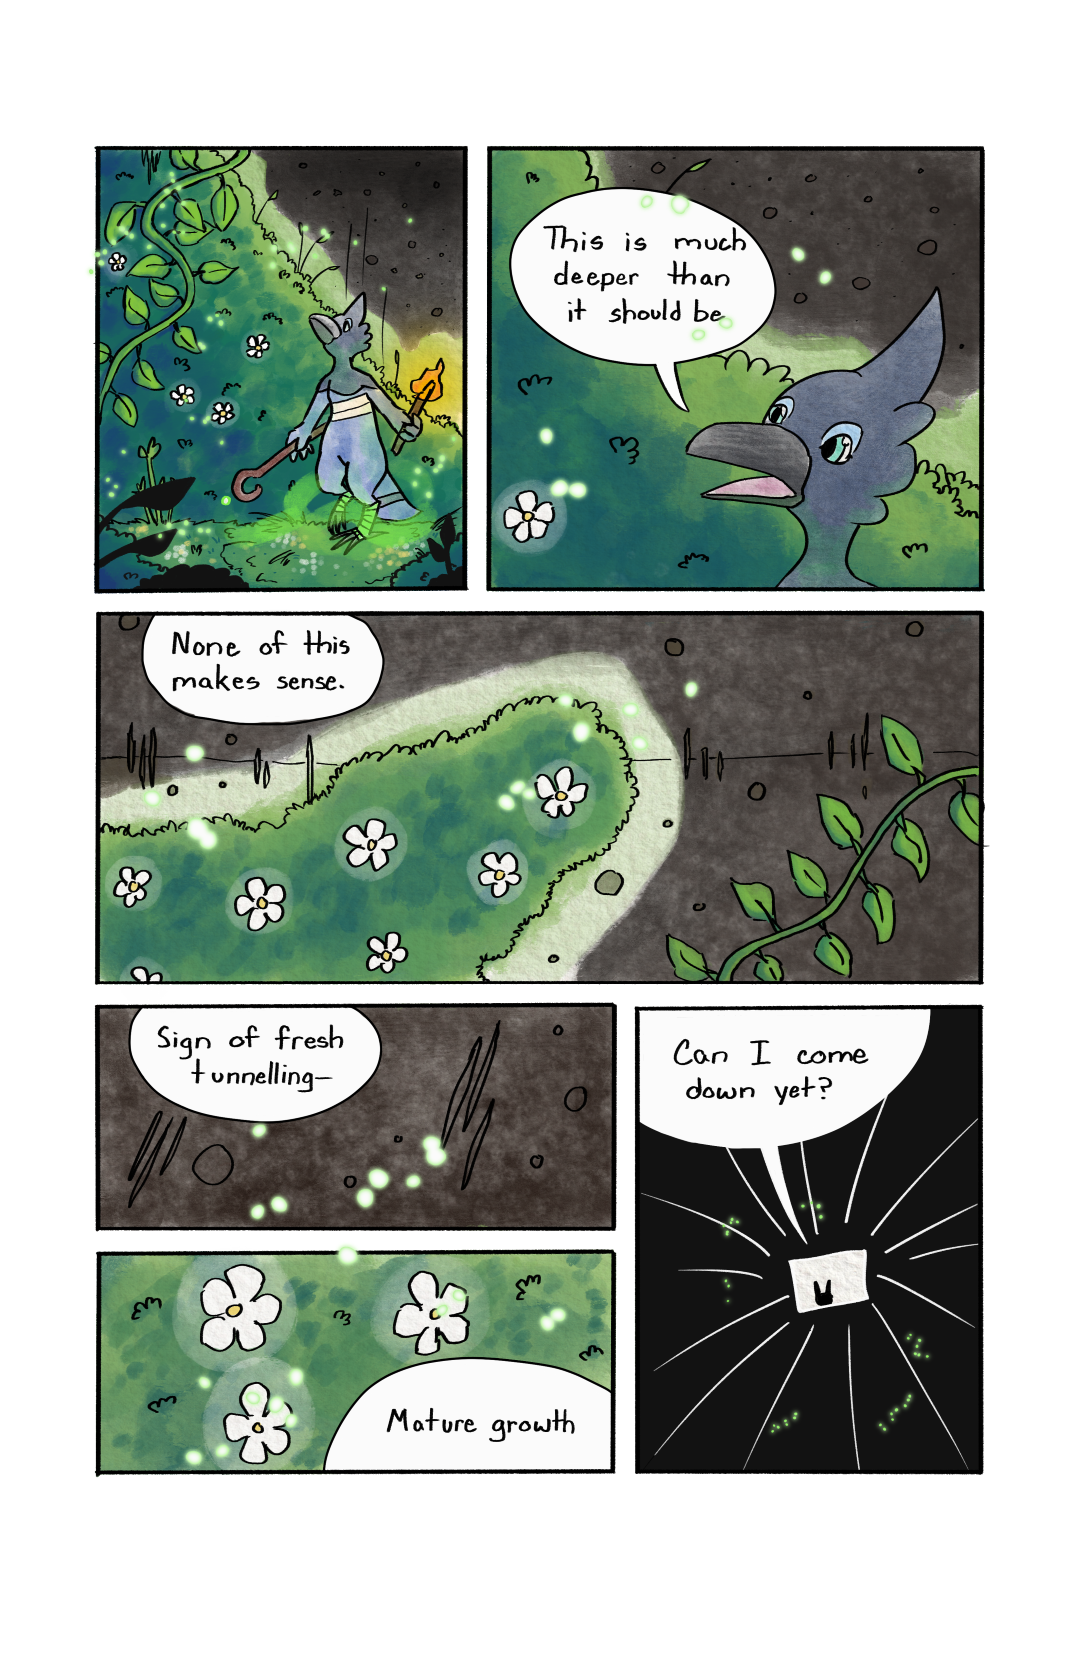 This is much
deeper than
it should be
None of this
makes sense.
Sign of fresh
tunnelling—
Mature growth
Can I come
down yet?